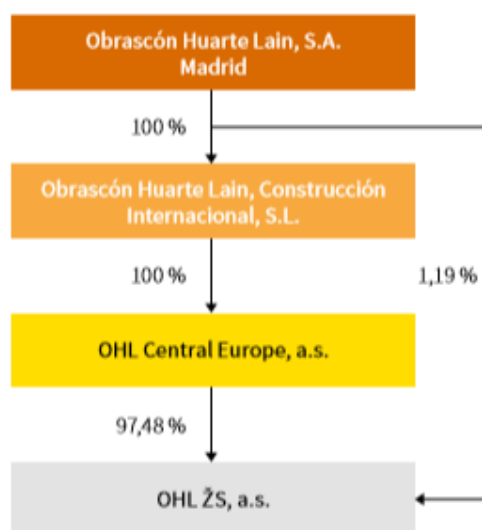 Obrascón Huarte Lain, S.A.
Madrid
100 %
Obrascón Huarte Lain, Construcción
Internacional, S.L.
100 %
1,19 %
OHL Central Europe, a.s.
97,48 %
OHL ŽS, a.s.